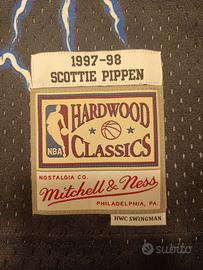 1997-98
SCOTTIE PIPPEN
HARDWOOD
NBA
CLASSICS
NOSTALGIA CO.
Mitchell & Ness
PHILADELPHIA, PA.
HWC SWINGMAN
subito